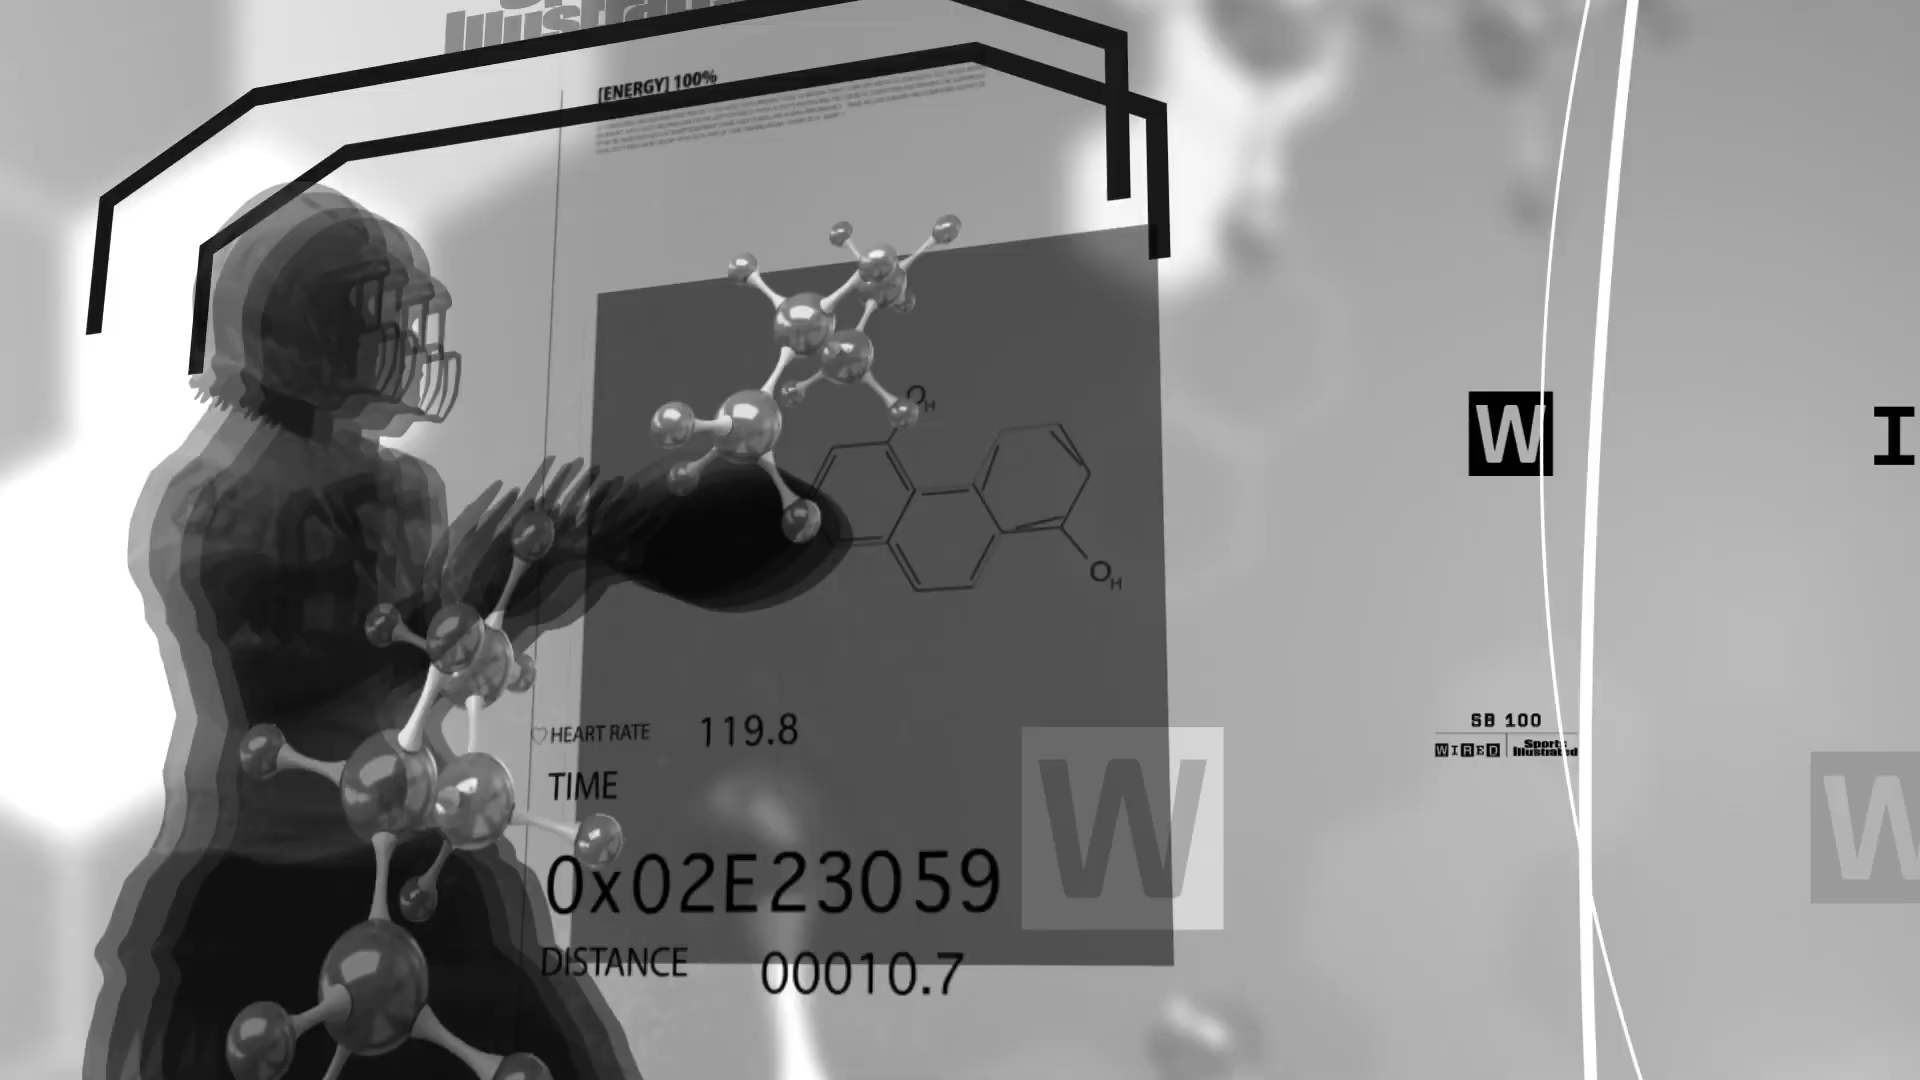 Illustrated
[ENERGY] 100%
OH
OH
W
I
HEART RATE 119.8
TIME
0x02E23059
DISTANCE 00010.7
W
SB 100
WIRED Sports Illustrated
W